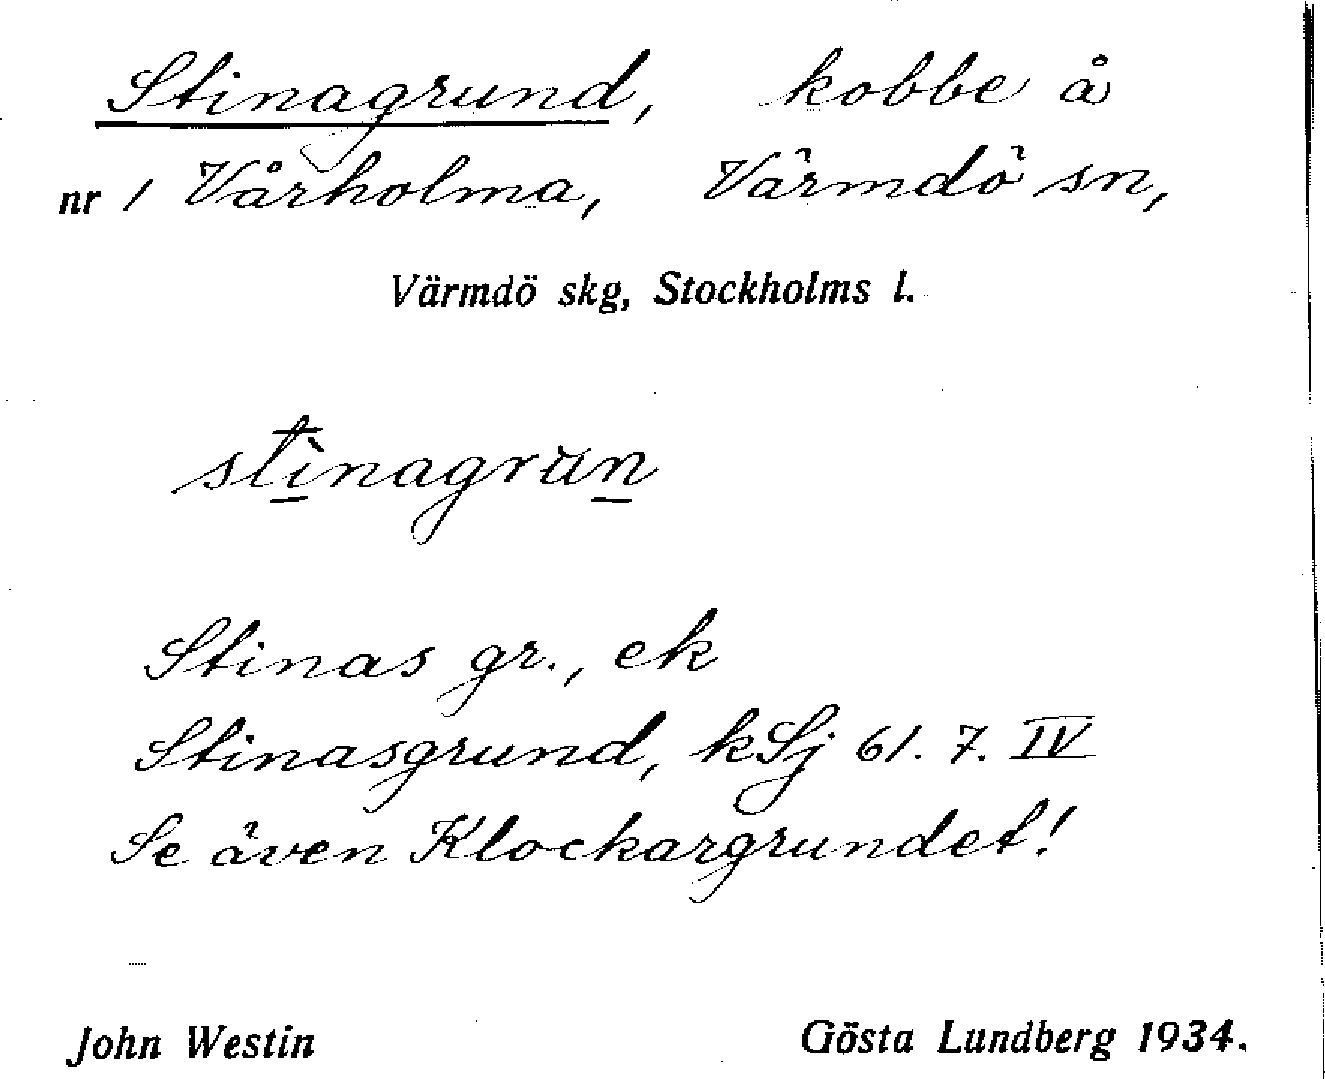 Stinagrund, kobbe å
nr 1 Vårholma, Värmdö sn,
Värmdö skg, Stockholms l.
stìnagrun
Stinas gr., ek
Stinasgrund, kSj 61. 7. IV
Se även Klockargrundet!
John Westin Gösta Lundberg 1934.